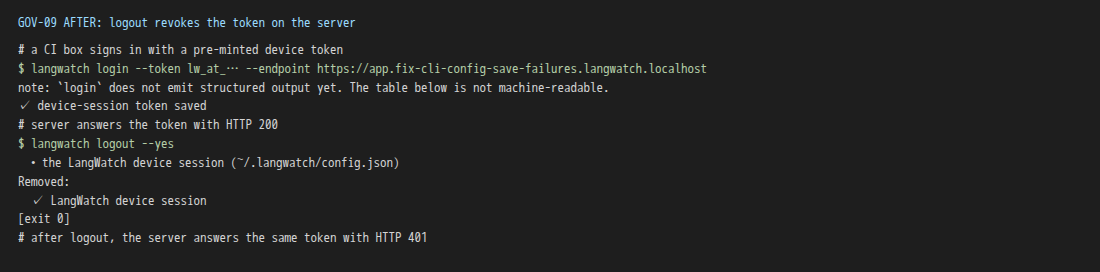 GOV-09 AFTER: logout revokes the token on the server
# a CI box signs in with a pre-minted device token
$ langwatch login --token lw_at_··· --endpoint https://app.fix-cli-config-save-failures.langwatch.localhost
note: `login` does not emit structured output yet. The table below is not machine-readable.
✓ device-session token saved
# server answers the token with HTTP 200
$ langwatch logout --yes
• the LangWatch device session (~/.langwatch/config.json)
Removed:
✓ LangWatch device session
[exit 0]
# after logout, the server answers the same token with HTTP 401